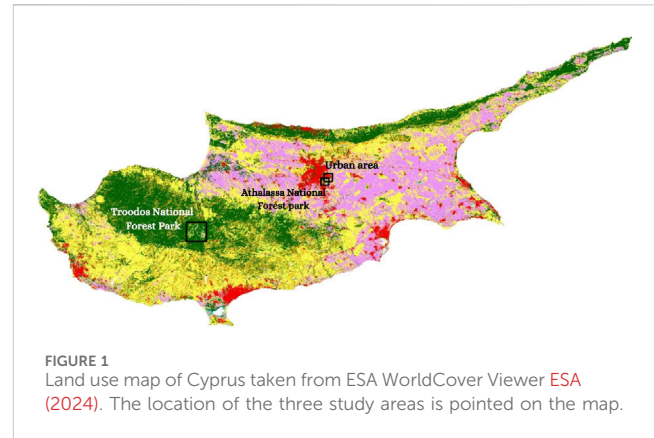 Urban area
Athalassa National
Forest park
Troodos National
Forest Park
FIGURE 1
Land use map of Cyprus taken from ESA WorldCover Viewer ESA
(2024). The location of the three study areas is pointed on the map.